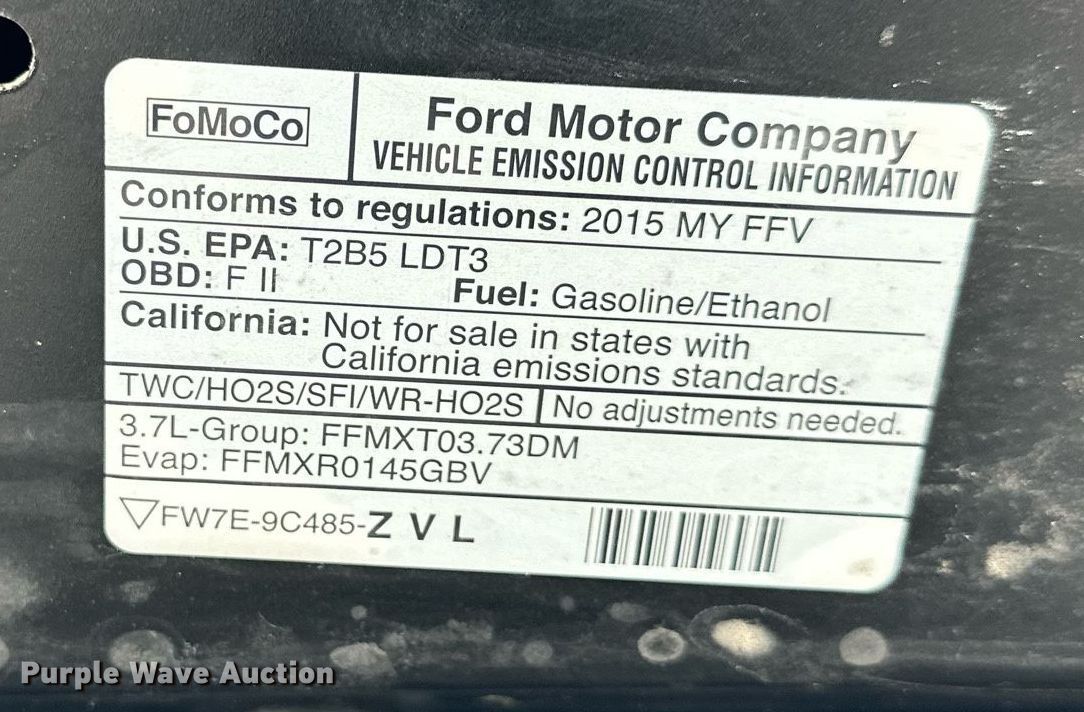 FoMoCo
Ford Motor Company
VEHICLE EMISSION CONTROL INFORMATION
Conforms to regulations: 2015 MY FFV
U.S. EPA: T2B5 LDT3
OBD: F II Fuel: Gasoline/Ethanol
California: Not for sale in states with
California emissions standards.
TWC/HO2S/SFI/WR-HO2S No adjustments needed.
3.7L-Group: FFMXT03.73DM
Evap: FFMXR0145GBV
FW7E-9C485-Z V L
Purple Wave Auction